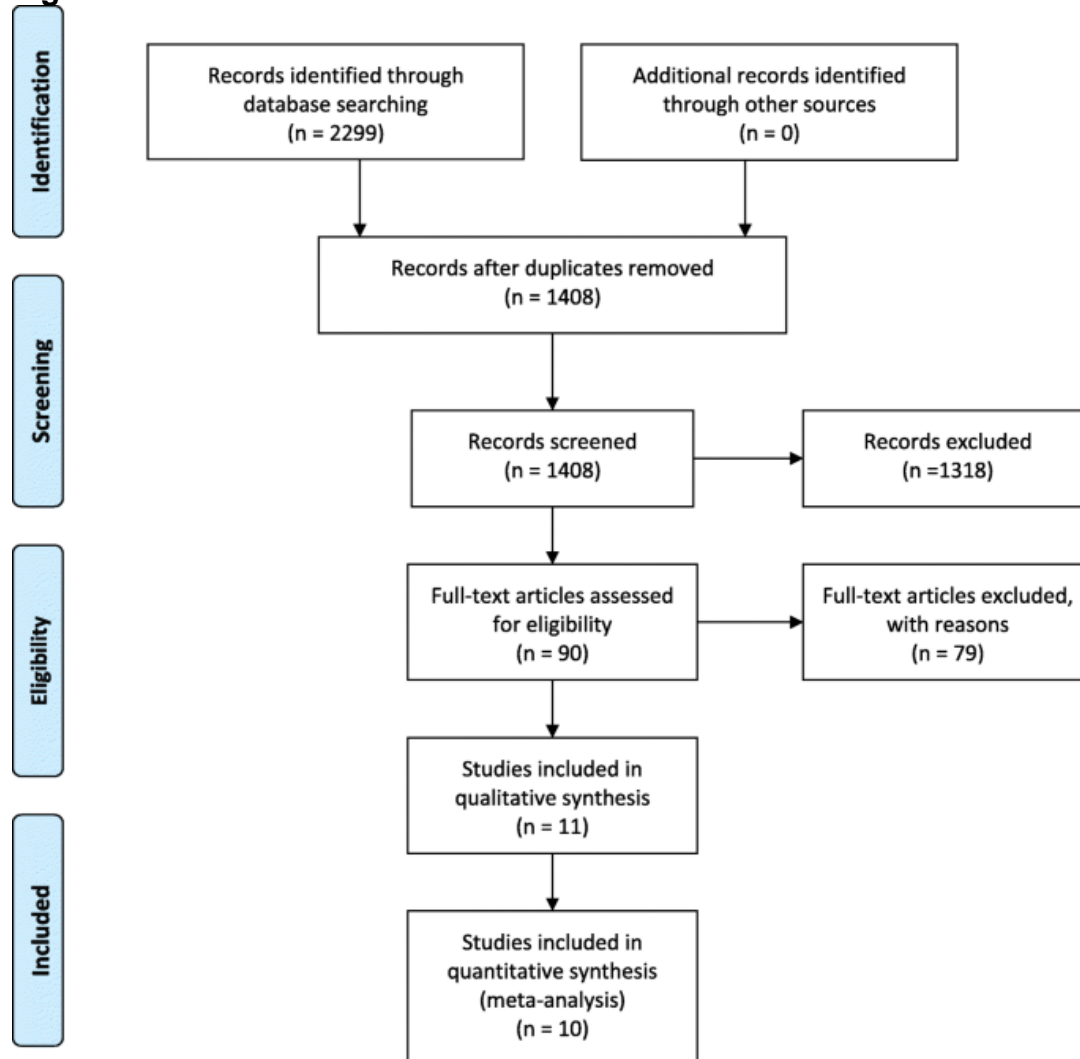 Identification
Records identified through
database searching
(n = 2299)
Additional records identified
through other sources
(n = 0)
Records after duplicates removed
(n = 1408)
Screening
Records screened
(n = 1408)
Records excluded
(n =1318)
Eligibility
Full-text articles assessed
for eligibility
(n = 90)
Full-text articles excluded,
with reasons
(n = 79)
Studies included in
qualitative synthesis
(n = 11)
Included
Studies included in
quantitative synthesis
(meta-analysis)
(n = 10)